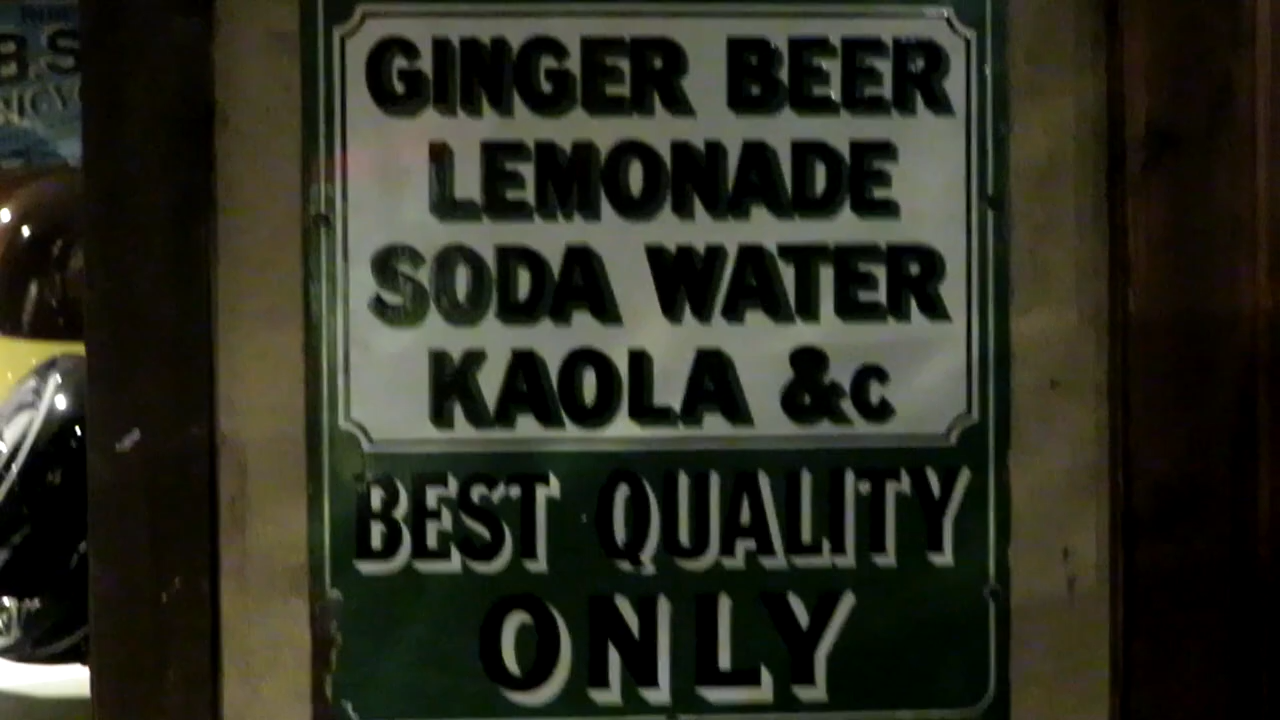 GINGER BEER
LEMONADE
SODA WATER
KAOLA &c
BEST QUALITY
ONLY